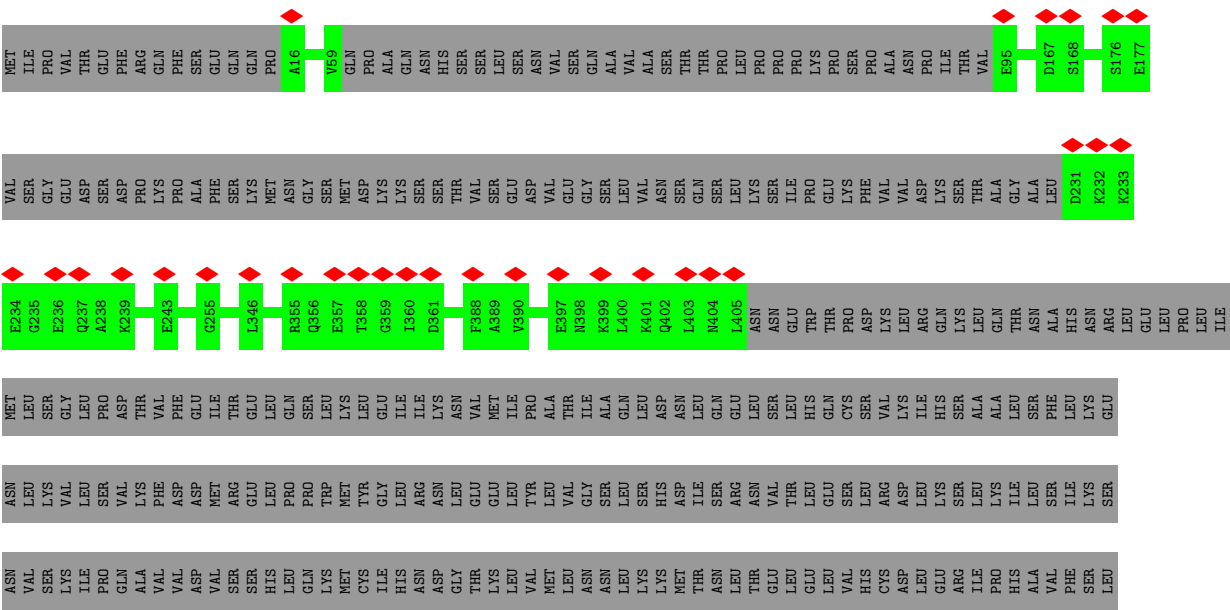 MET ILE PRO VAL THR GLU PHE ARG GLN PHE SER GLU GLN GLN PRO A16 V59 GLN PRO ALA GLN ASN HIS SER SER LEU SER ASN VAL SER GLN ALA VAL ALA SER THR THR PRO LEU PRO PRO PRO LYS PRO SER PRO ALA ASN PRO ILE THR VAL E95 D167 S168 S176 E177
VAL SER GLY GLU ASP SER ASP PRO LYS PRO ALA PHE SER LYS MET ASN GLY SER MET ASP LYS LYS SER SER THR VAL SER GLU ASP VAL GLU GLY SER LEU VAL ASN SER GLN SER LEU LYS SER ILE PRO GLU LYS PHE VAL VAL ASP LYS SER THR ALA GLY ALA LEU D231 K232 K233
E234 G235 E236 Q237 A238 K239 E243 G255 L346 R355 Q356 E357 T358 G359 I360 D361 F388 A389 V390 E397 N398 K399 L400 K401 Q402 L403 N404 L405 ASN ASN GLU TRP THR PRO ASP LYS LEU ARG GLN LYS LEU GLN THR ASN ALA HIS ASN ARG LEU GLU LEU PRO LEU ILE
MET LEU SER GLY LEU PRO ASP THR VAL PHE GLU ILE THR GLU LEU GLN SER LEU LYS LEU GLU ILE ILE LYS ASN VAL MET ILE PRO ALA THR ILE ALA GLN LEU ASP ASN LEU GLN GLU LEU SER LEU HIS GLN CYS SER VAL LYS ILE HIS SER ALA ALA LEU SER PHE LEU LYS GLU
ASN LEU LYS VAL LEU SER VAL LYS PHE ASP ASP MET ARG GLU LEU PRO PRO TRP MET TYR GLY LEU ARG ASN LEU GLU GLU LEU TYR LEU VAL GLY SER LEU SER HIS ASP ILE SER ARG ASN VAL THR LEU GLU SER LEU ARG ASP LEU LYS SER LEU LYS ILE LEU SER ILE LYS SER
ASN VAL SER LYS ILE PRO GLN ALA VAL VAL ASP VAL SER SER HIS LEU GLN LYS MET CYS ILE HIS ASN ASP GLY THR LYS LEU VAL MET LEU ASN ASN LEU LYS LYS MET THR ASN LEU THR GLU LEU GLU LEU VAL HIS CYS ASP LEU GLU ARG ILE PRO HIS ALA VAL PHE SER LEU